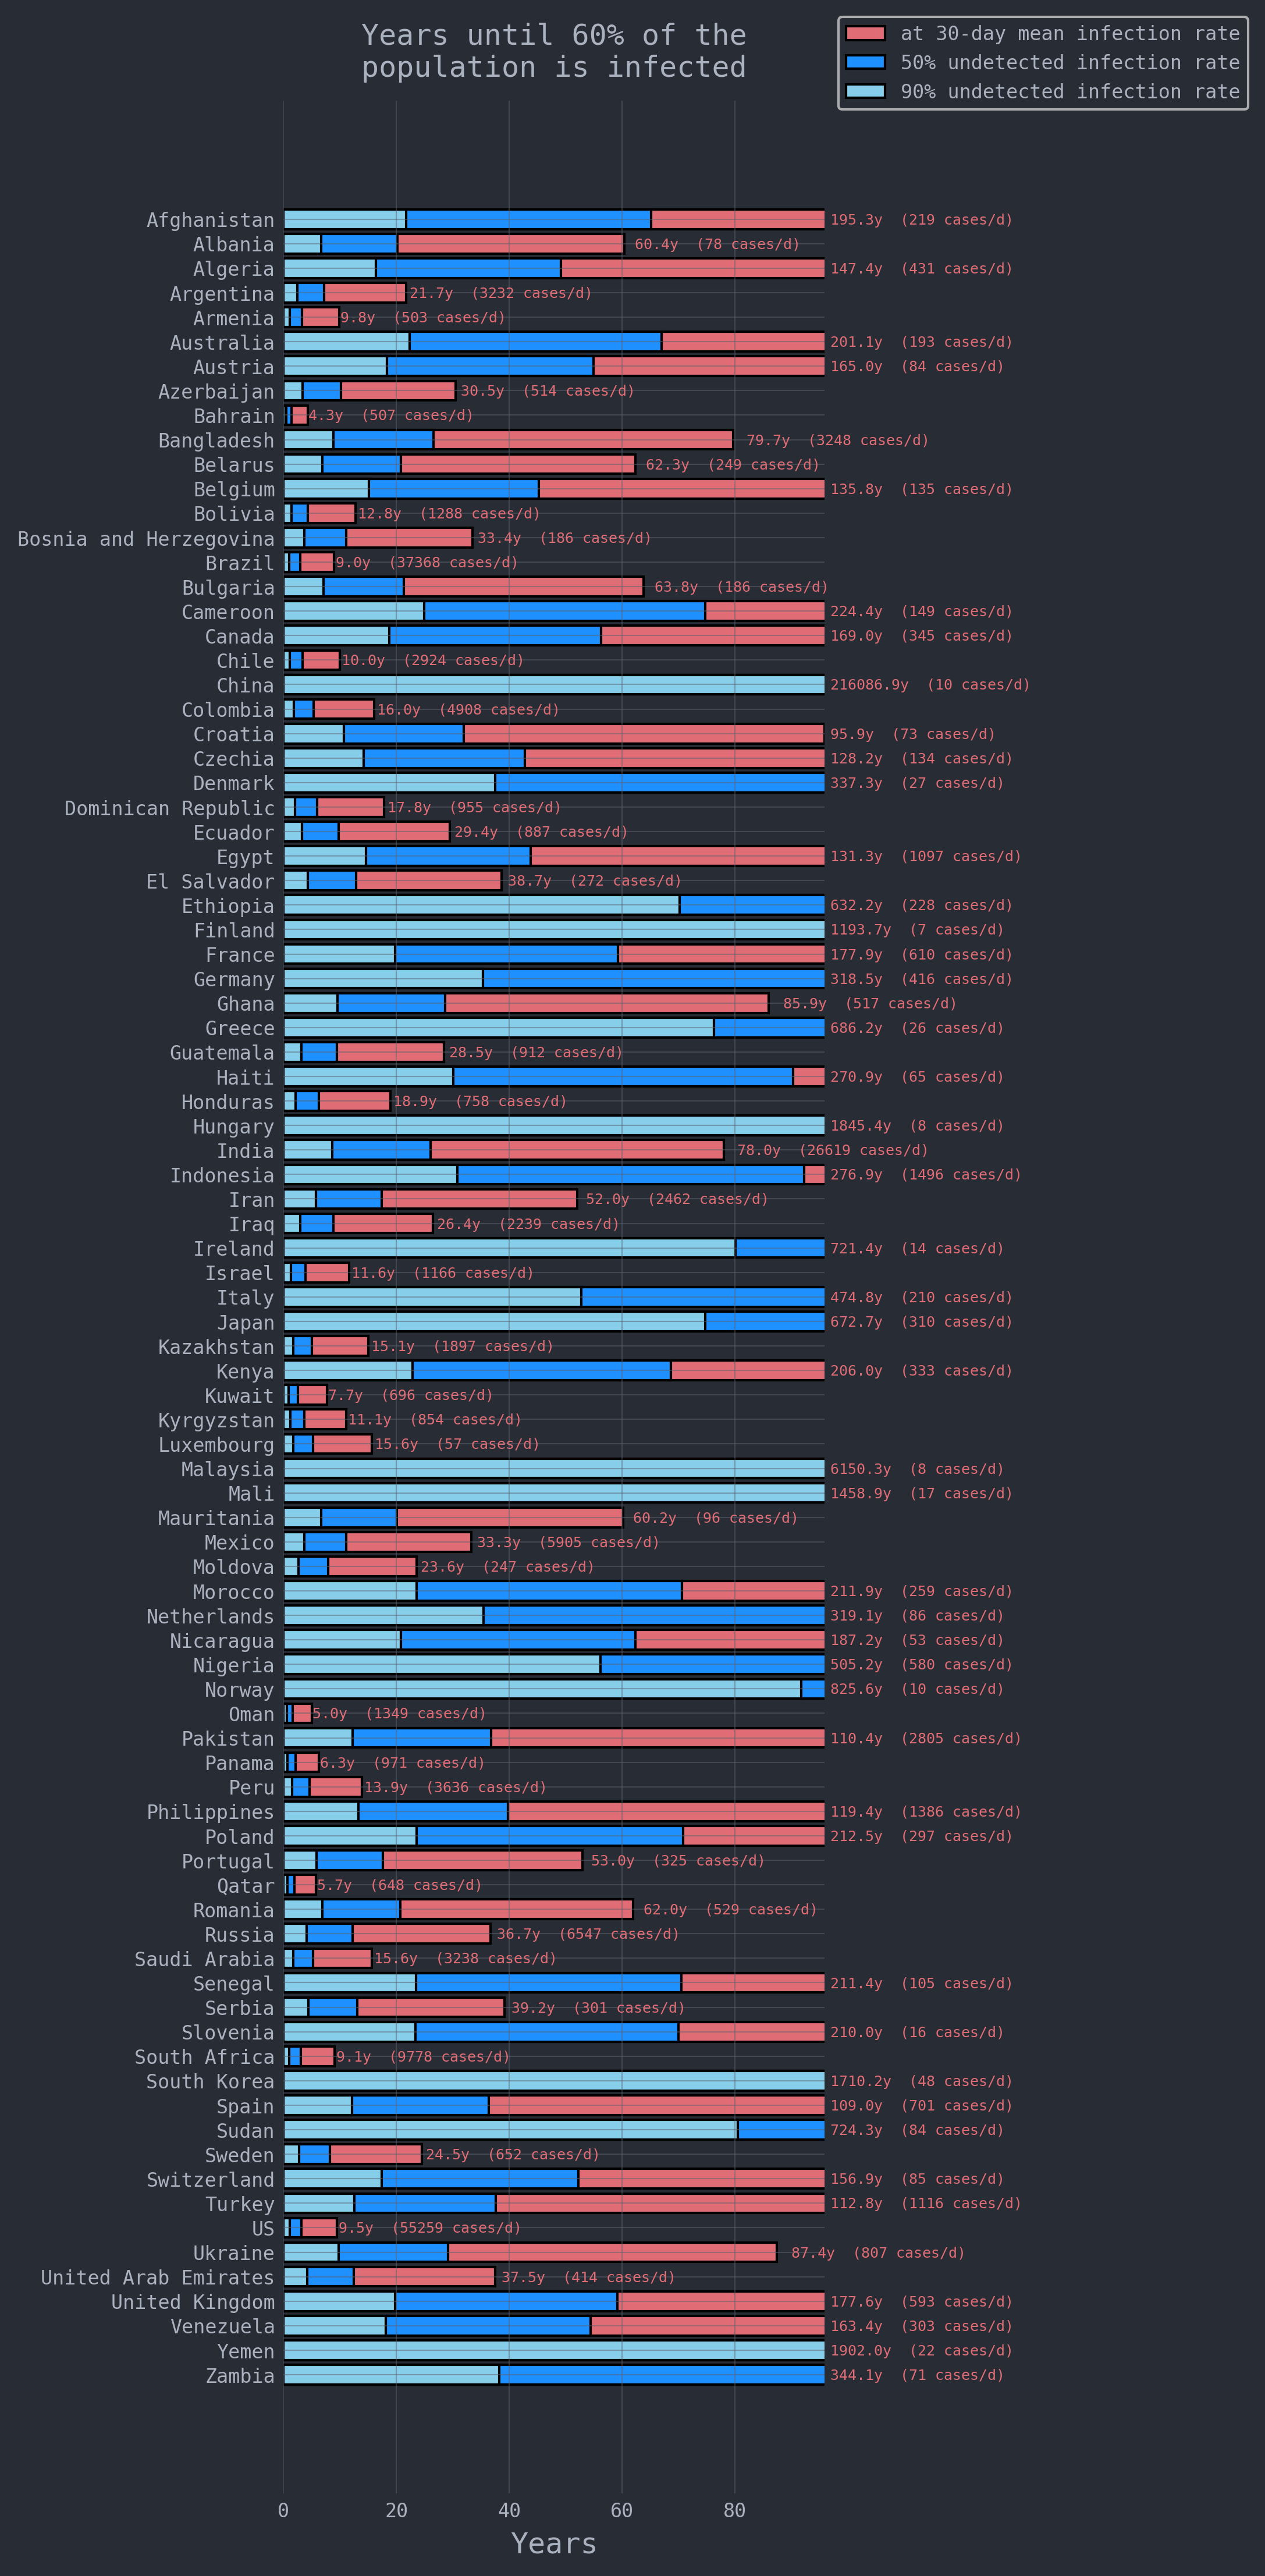 Years until 60% of the
population is infected
at 30-day mean infection rate
50% undetected infection rate
90% undetected infection rate
Afghanistan 195.3y (219 cases/d)
Albania 60.4y (78 cases/d)
Algeria 147.4y (431 cases/d)
Argentina 21.7y (3232 cases/d)
Armenia 9.8y (503 cases/d)
Australia 201.1y (193 cases/d)
Austria 165.0y (84 cases/d)
Azerbaijan 30.5y (514 cases/d)
Bahrain 4.3y (507 cases/d)
Bangladesh 79.7y (3248 cases/d)
Belarus 62.3y (249 cases/d)
Belgium 135.8y (135 cases/d)
Bolivia 12.8y (1288 cases/d)
Bosnia and Herzegovina 33.4y (186 cases/d)
Brazil 9.0y (37368 cases/d)
Bulgaria 63.8y (186 cases/d)
Cameroon 224.4y (149 cases/d)
Canada 169.0y (345 cases/d)
Chile 10.0y (2924 cases/d)
China 216086.9y (10 cases/d)
Colombia 16.0y (4908 cases/d)
Croatia 95.9y (73 cases/d)
Czechia 128.2y (134 cases/d)
Denmark 337.3y (27 cases/d)
Dominican Republic 17.8y (955 cases/d)
Ecuador 29.4y (887 cases/d)
Egypt 131.3y (1097 cases/d)
El Salvador 38.7y (272 cases/d)
Ethiopia 632.2y (228 cases/d)
Finland 1193.7y (7 cases/d)
France 177.9y (610 cases/d)
Germany 318.5y (416 cases/d)
Ghana 85.9y (517 cases/d)
Greece 686.2y (26 cases/d)
Guatemala 28.5y (912 cases/d)
Haiti 270.9y (65 cases/d)
Honduras 18.9y (758 cases/d)
Hungary 1845.4y (8 cases/d)
India 78.0y (26619 cases/d)
Indonesia 276.9y (1496 cases/d)
Iran 52.0y (2462 cases/d)
Iraq 26.4y (2239 cases/d)
Ireland 721.4y (14 cases/d)
Israel 11.6y (1166 cases/d)
Italy 474.8y (210 cases/d)
Japan 672.7y (310 cases/d)
Kazakhstan 15.1y (1897 cases/d)
Kenya 206.0y (333 cases/d)
Kuwait 7.7y (696 cases/d)
Kyrgyzstan 11.1y (854 cases/d)
Luxembourg 15.6y (57 cases/d)
Malaysia 6150.3y (8 cases/d)
Mali 1458.9y (17 cases/d)
Mauritania 60.2y (96 cases/d)
Mexico 33.3y (5905 cases/d)
Moldova 23.6y (247 cases/d)
Morocco 211.9y (259 cases/d)
Netherlands 319.1y (86 cases/d)
Nicaragua 187.2y (53 cases/d)
Nigeria 505.2y (580 cases/d)
Norway 825.6y (10 cases/d)
Oman 5.0y (1349 cases/d)
Pakistan 110.4y (2805 cases/d)
Panama 6.3y (971 cases/d)
Peru 13.9y (3636 cases/d)
Philippines 119.4y (1386 cases/d)
Poland 212.5y (297 cases/d)
Portugal 53.0y (325 cases/d)
Qatar 5.7y (648 cases/d)
Romania 62.0y (529 cases/d)
Russia 36.7y (6547 cases/d)
Saudi Arabia 15.6y (3238 cases/d)
Senegal 211.4y (105 cases/d)
Serbia 39.2y (301 cases/d)
Slovenia 210.0y (16 cases/d)
South Africa 9.1y (9778 cases/d)
South Korea 1710.2y (48 cases/d)
Spain 109.0y (701 cases/d)
Sudan 724.3y (84 cases/d)
Sweden 24.5y (652 cases/d)
Switzerland 156.9y (85 cases/d)
Turkey 112.8y (1116 cases/d)
US 9.5y (55259 cases/d)
Ukraine 87.4y (807 cases/d)
United Arab Emirates 37.5y (414 cases/d)
United Kingdom 177.6y (593 cases/d)
Venezuela 163.4y (303 cases/d)
Yemen 1902.0y (22 cases/d)
Zambia 344.1y (71 cases/d)
0 20 40 60 80
Years